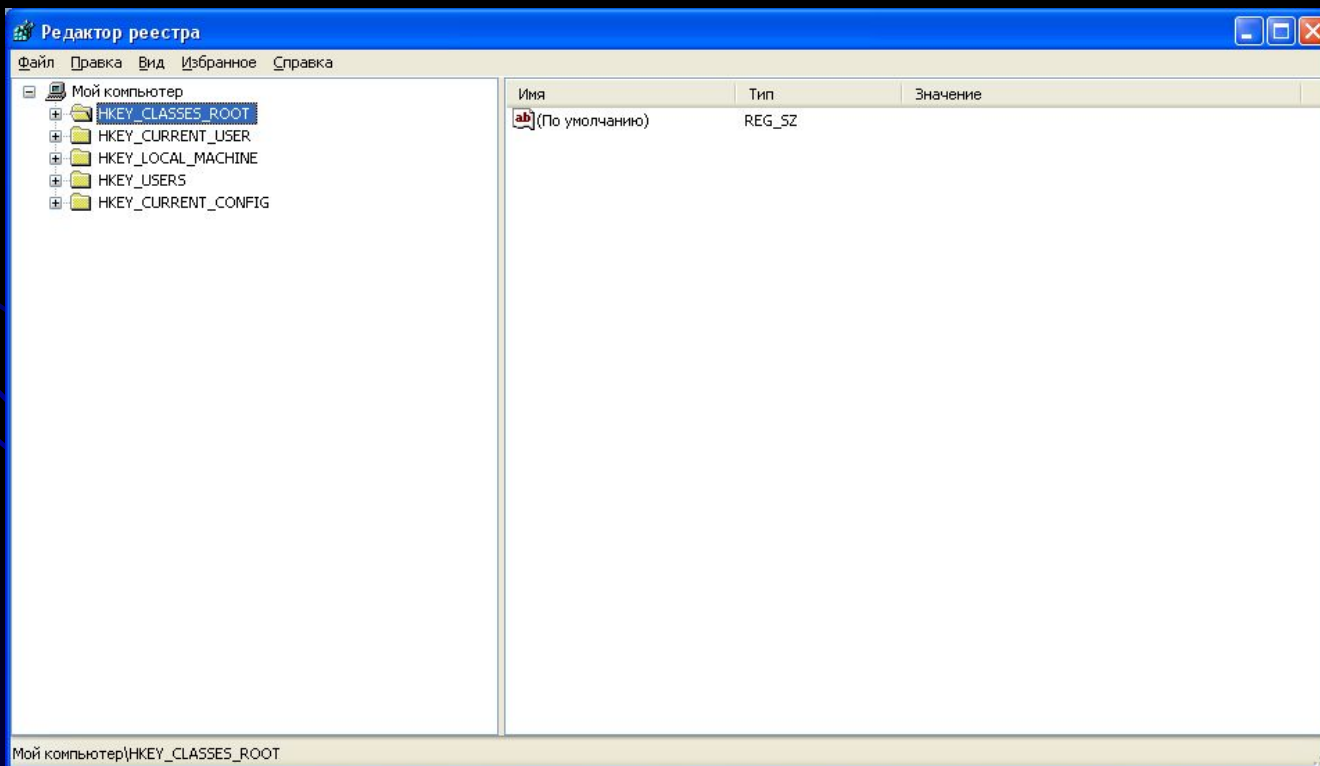 Редактор реестра
Файл Правка Вид Избранное Справка
Мой компьютер
HKEY_CLASSES_ROOT
HKEY_CURRENT_USER
HKEY_LOCAL_MACHINE
HKEY_USERS
HKEY_CURRENT_CONFIG
Имя Тип Значение
ab (По умолчанию) REG_SZ
Мой компьютер\HKEY_CLASSES_ROOT